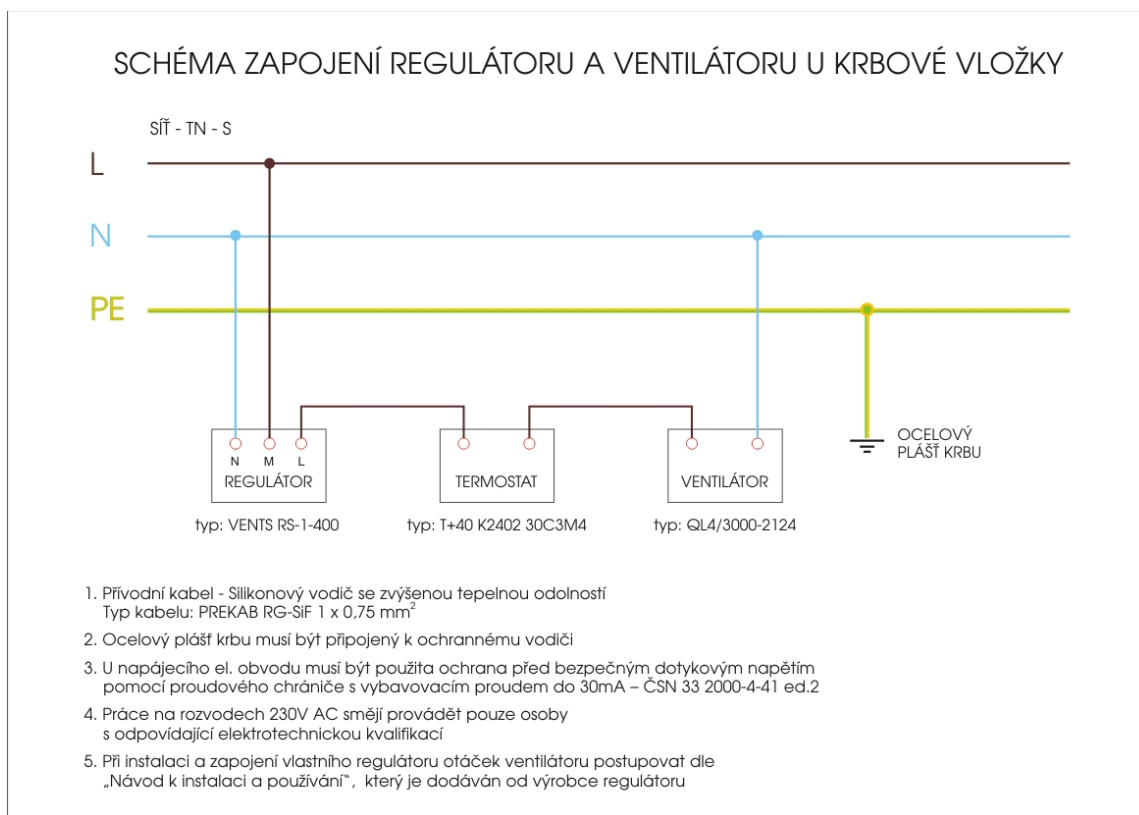 SCHÉMA ZAPOJENÍ REGULÁTORU A VENTILÁTORU U KRBOVÉ VLOŽKY
SÍŤ - TN - S
L
N
PE
OCELOVÝ
PLÁŠŤ KRBU
N M L
REGULÁTOR
TERMOSTAT
VENTILÁTOR
typ: VENTS RS-1-400
typ: T+40 K2402 30C3M4
typ: QL4/3000-2124
1. Přívodní kabel - Silikonový vodič se zvýšenou tepelnou odolností
Typ kabelu: PREKAB RG-SiF 1 x 0,75 mm²
2. Ocelový plášť krbu musí být připojený k ochrannému vodiči
3. U napájecího el. obvodu musí být použita ochrana před bezpečným dotykovým napětím
pomocí proudového chrániče s vybavovacím proudem do 30mA – ČSN 33 2000-4-41 ed.2
4. Práce na rozvodech 230V AC smějí provádět pouze osoby
s odpovídající elektrotechnickou kvalifikací
5. Při instalaci a zapojení vlastního regulátoru otáček ventilátoru postupovat dle
„Návod k instalaci a používání“, který je dodáván od výrobce regulátoru